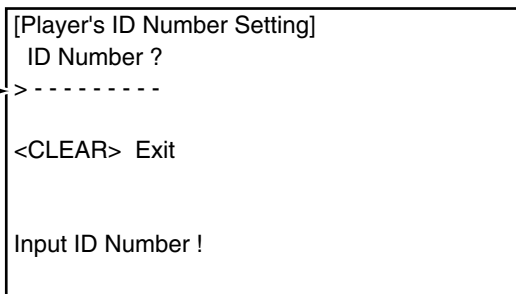 [Player's ID Number Setting]
ID Number ?
> - - - - - - - - -
<CLEAR> Exit
Input ID Number !